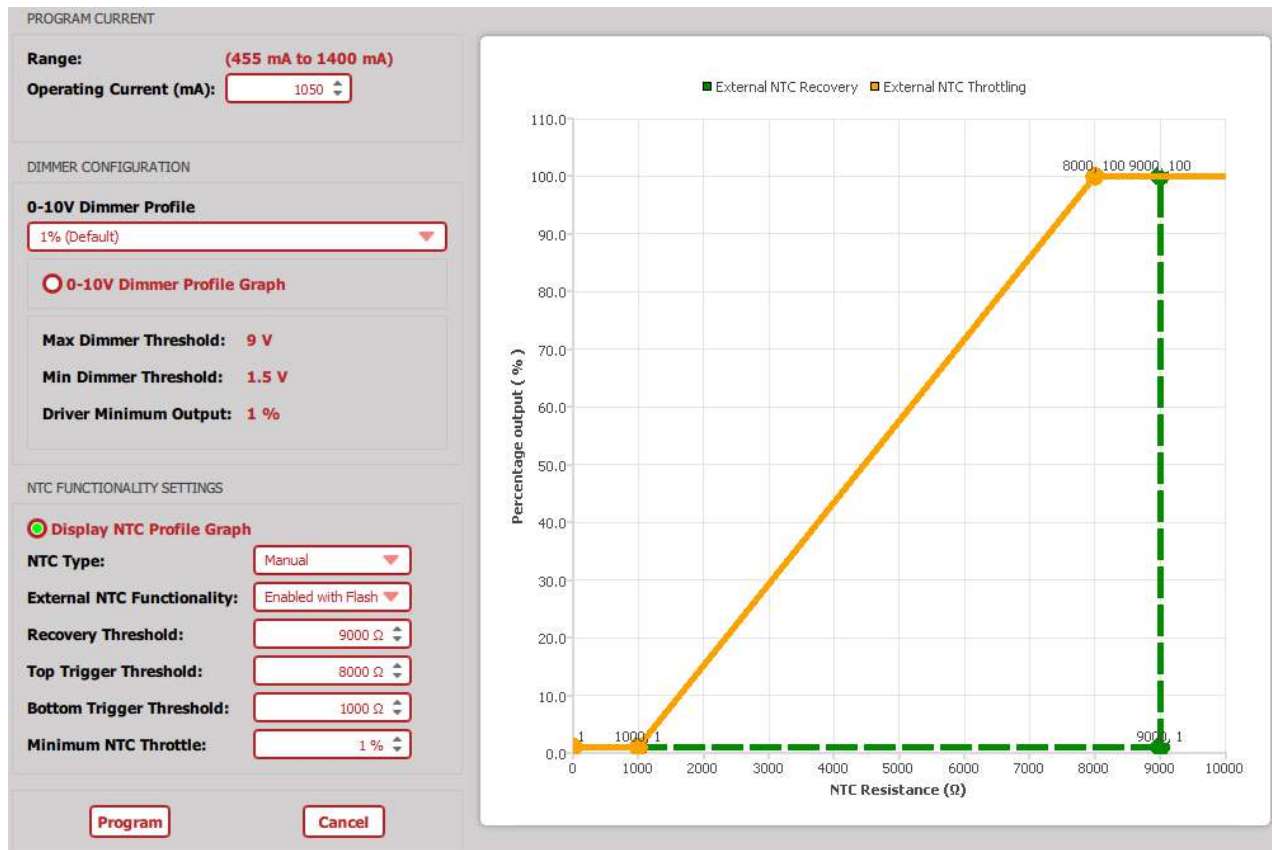 PROGRAM CURRENT
Range: (455 mA to 1400 mA)
Operating Current (mA): 1050
DIMMER CONFIGURATION
0-10V Dimmer Profile
1% (Default)
0-10V Dimmer Profile Graph
Max Dimmer Threshold: 9 V
Min Dimmer Threshold: 1.5 V
Driver Minimum Output: 1 %
NTC FUNCTIONALITY SETTINGS
Display NTC Profile Graph
NTC Type: Manual
External NTC Functionality: Enabled with Flash
Recovery Threshold: 9000 Ω
Top Trigger Threshold: 8000 Ω
Bottom Trigger Threshold: 1000 Ω
Minimum NTC Throttle: 1 %
Program Cancel
External NTC Recovery External NTC Throttling
110.0
8000, 100 9000, 100
100.0
90.0
80.0
70.0
60.0
50.0
40.0
30.0
20.0
10.0
1 1000, 1 9000, 1
0.0
0 1000 2000 3000 4000 5000 6000 7000 8000 9000 10000
Percentage output ( % )
NTC Resistance (Ω)